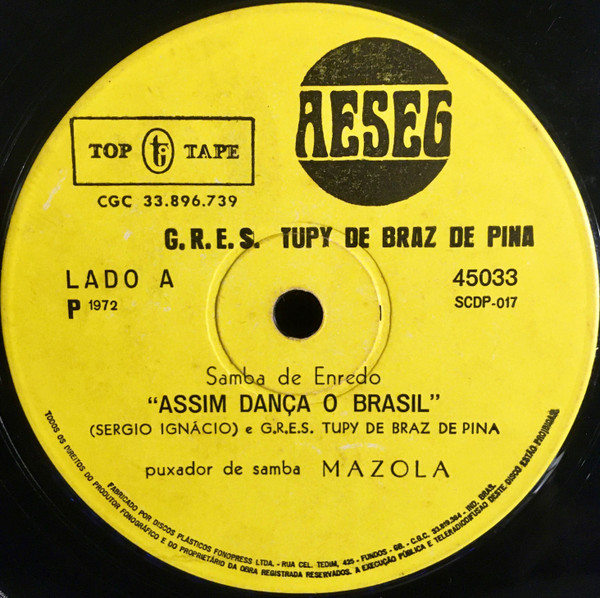 AESEG
TOP TAPE
CGC 33.896.739
G.R.E.S. TUPY DE BRAZ DE PINA
LADO A
45033
P 1972
SCDP-017
Samba de Enredo
"ASSIM DANÇA O BRASIL"
(SERGIO IGNÁCIO) e G.R.E.S. TUPY DE BRAZ DE PINA
puxador de samba MAZOLA
TODOS OS DIREITOS DO PRODUTOR FONOGRÁFICO E DO PROPRIETÁRIO DA OBRA REGISTRADA RESERVADOS. A EXECUÇÃO PÚBLICA E TELERADIODIFUSÃO DESTE DISCO ESTÃO PROIBIDAS.
FABRICADO POR DISCOS PLÁSTICOS FONOPRESS LTDA. - RUA CEL. TEDIM, 425 - FUNDOS - GB. - C.G.C. 33.819.364 - IND. BRAS.